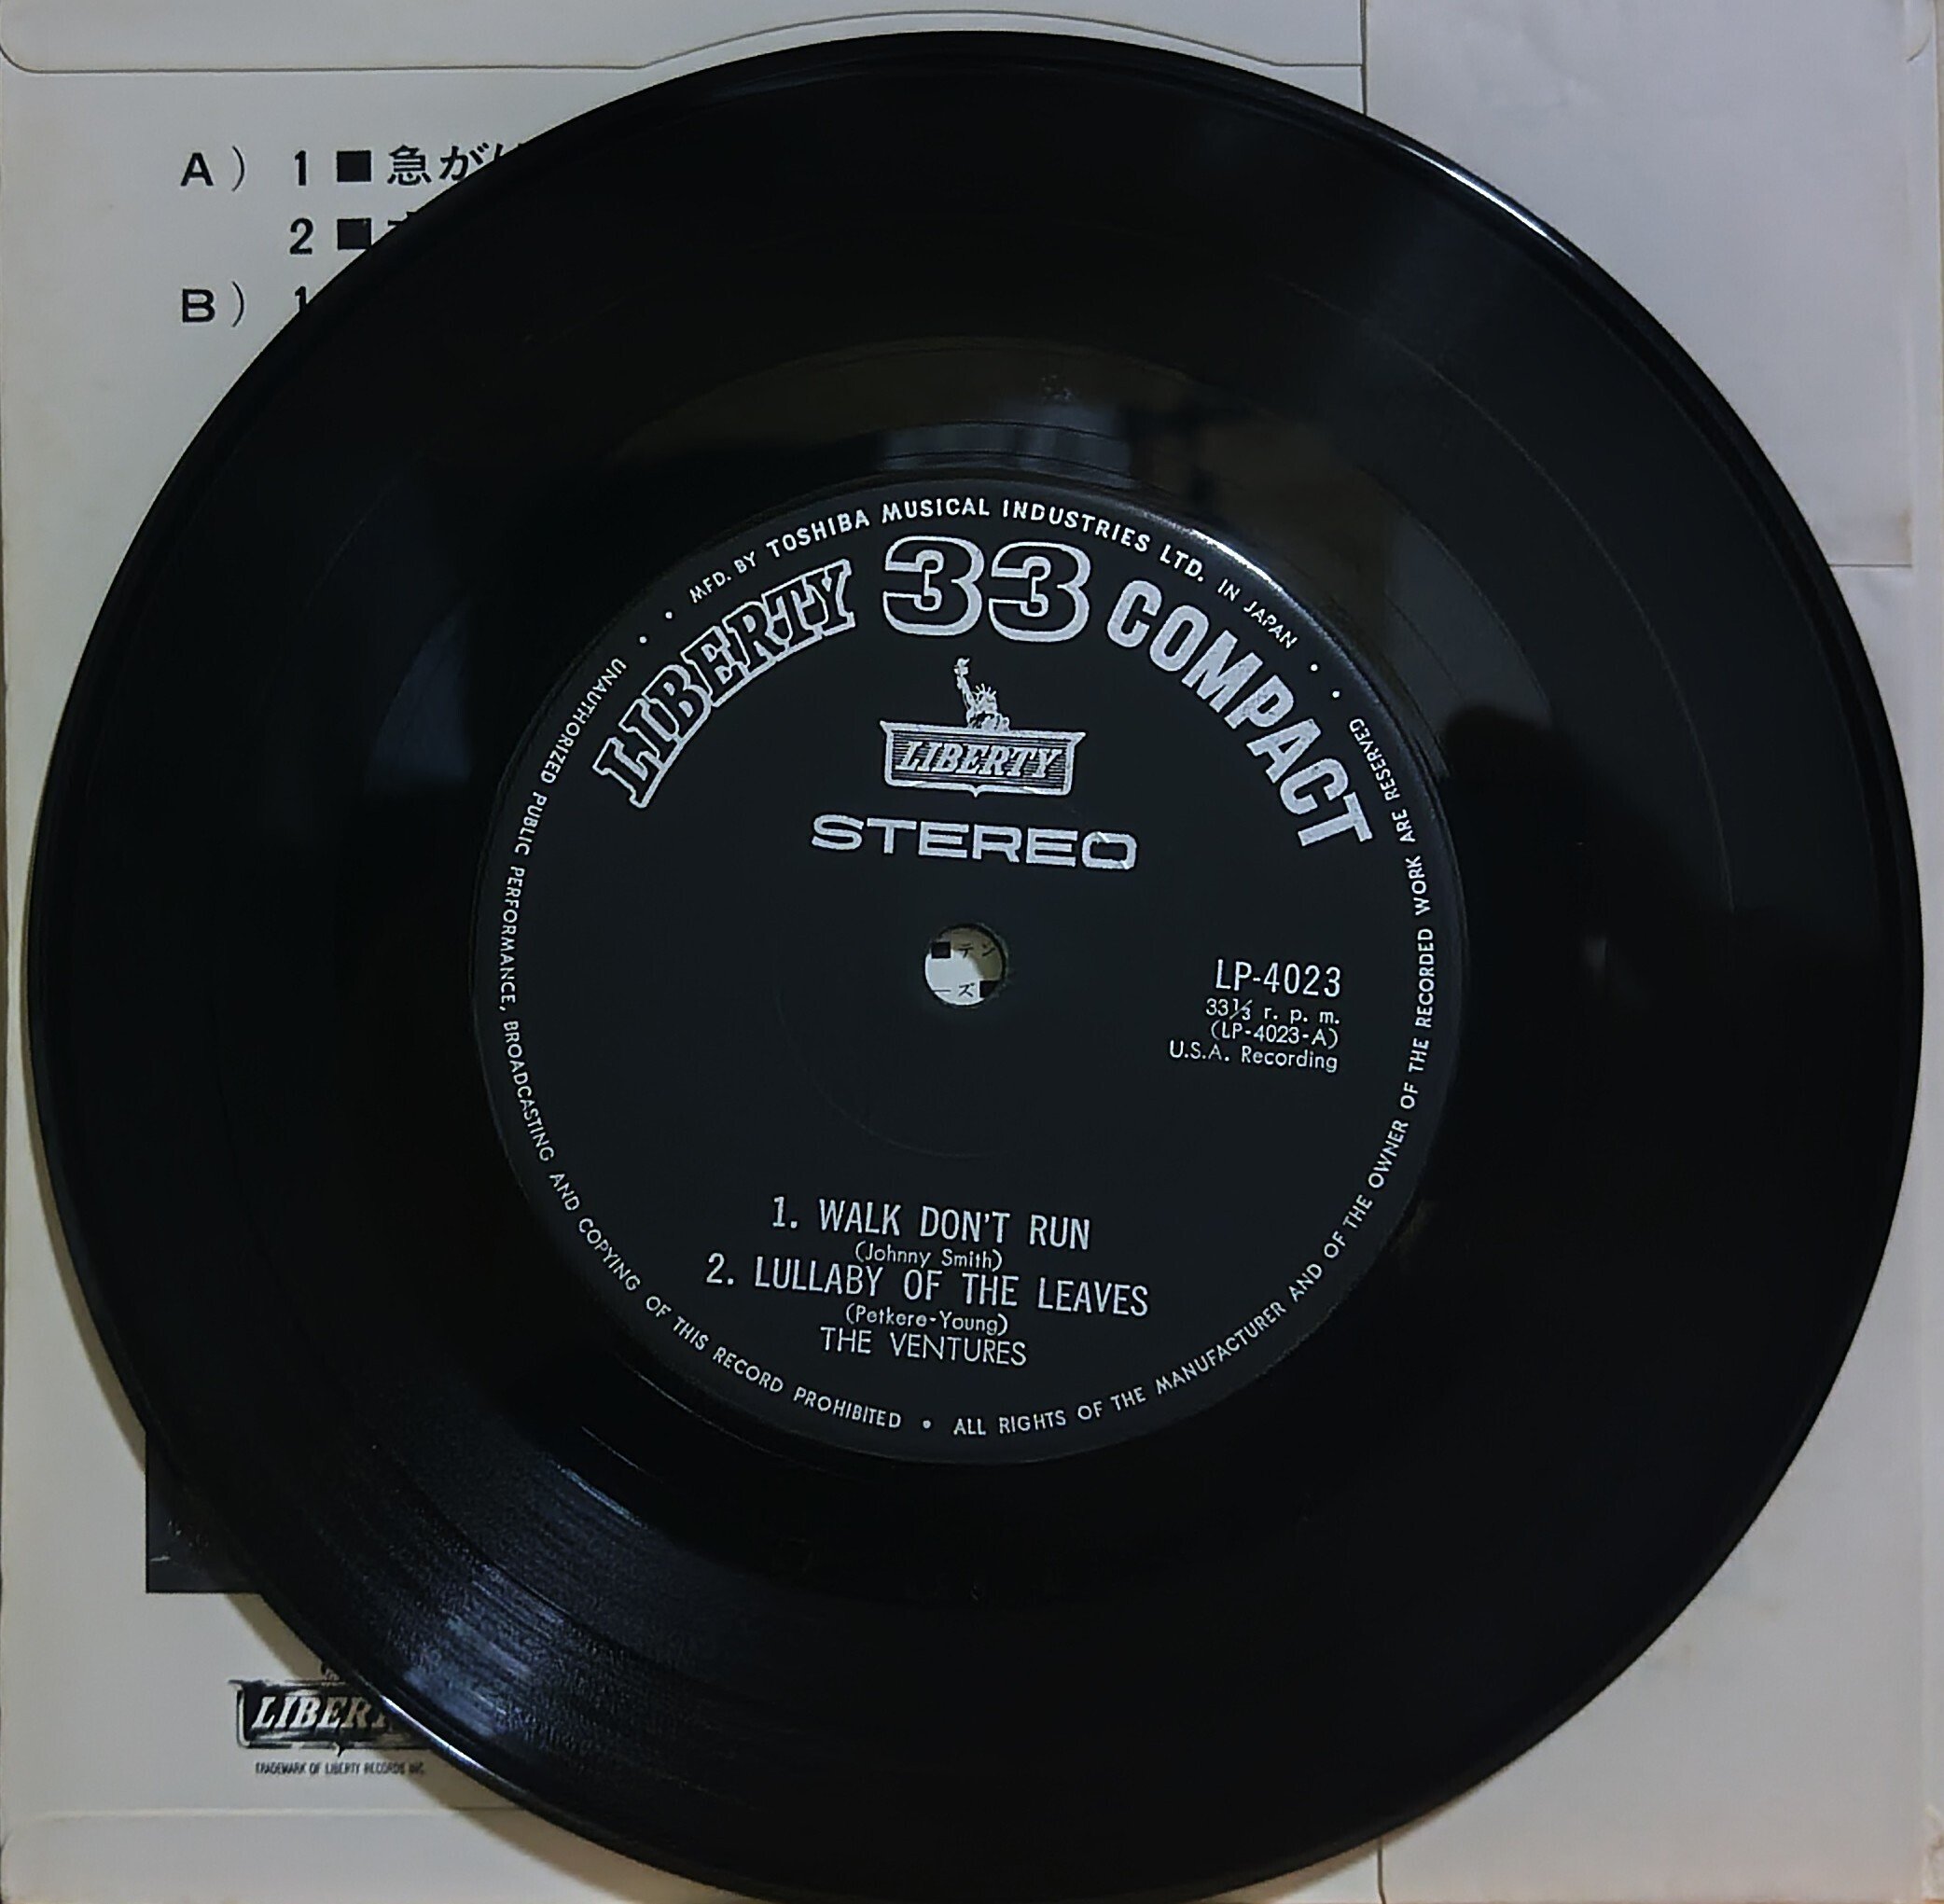 A) 1 ■ 急が
2 ■
B) 1
MFD. BY TOSHIBA MUSICAL INDUSTRIES LTD. IN JAPAN
LIBERTY 33 COMPACT
LIBERTY
STEREO
■テン
ーズ■
LP-4023
33⅓ r. p. m.
(LP-4023-A)
U.S.A. Recording
1. WALK DON'T RUN
(Johnny Smith)
2. LULLABY OF THE LEAVES
(Petkere-Young)
THE VENTURES
UNAUTHORIZED PUBLIC PERFORMANCE, BROADCASTING AND COPYING OF THIS RECORD PROHIBITED • ALL RIGHTS OF THE MANUFACTURER AND OF THE OWNER OF THE RECORDED WORK ARE RESERVED
LIBER
TRADEMARK OF LIBERTY RECORDS INC.